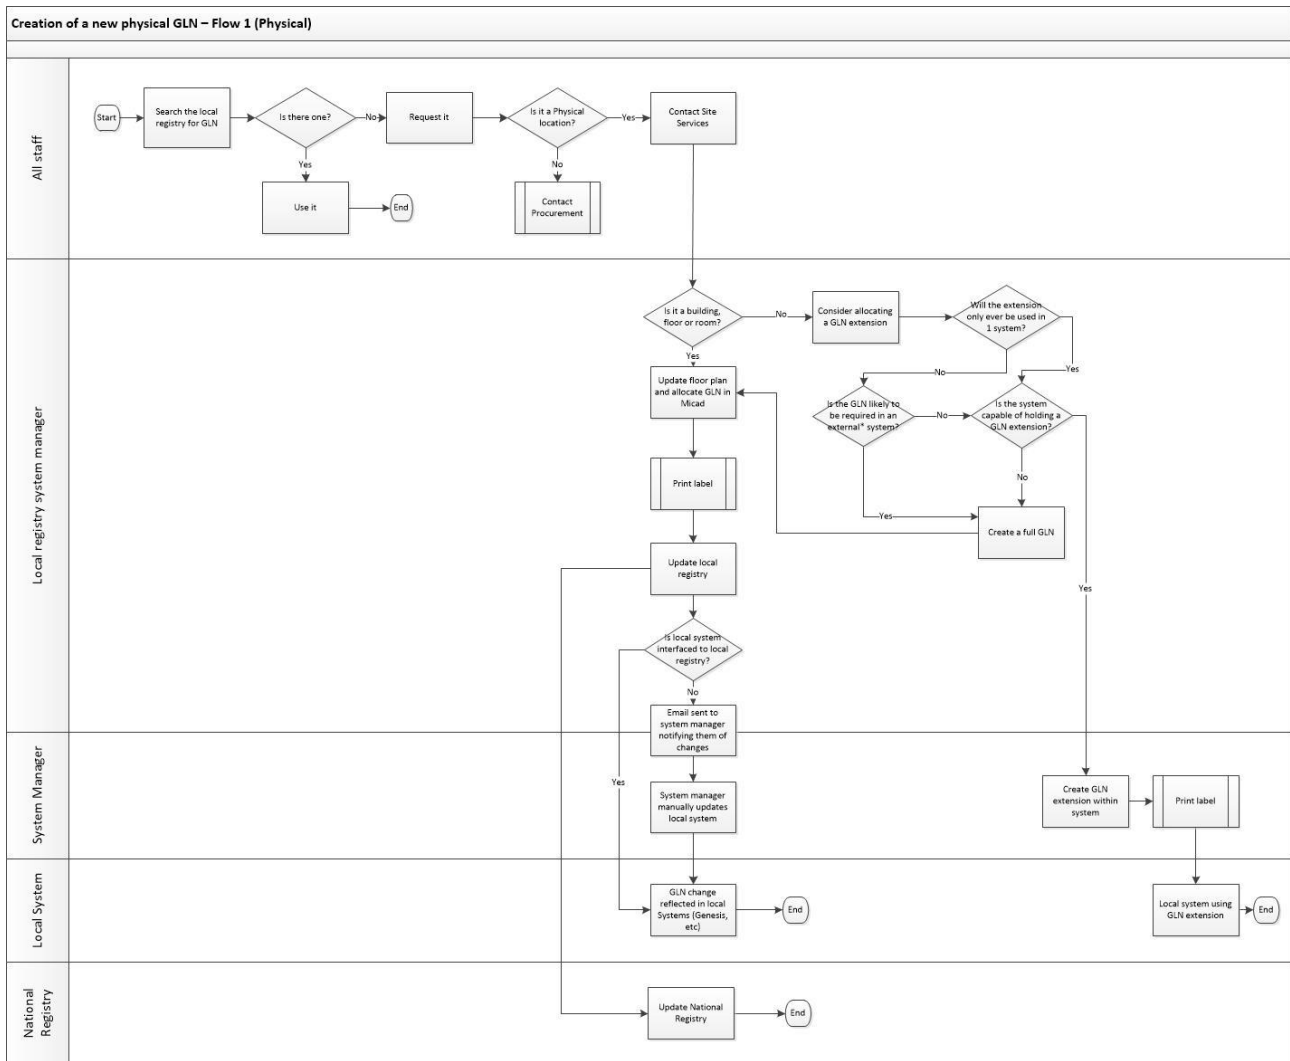 Creation of a new physical GLN – Flow 1 (Physical)
All staff
Start
Search the local
registry for GLN
Is there one?
No
Request it
Is it a Physical
location?
Yes
Contact Site
Services
Yes
No
Use it
End
Contact
Procurement
Local registry system manager
Is it a building,
floor or room?
No
Consider allocating
a GLN extension
Will the extension
only ever be used in
1 system?
Yes
No
Yes
Update floor plan
and allocate GLN in
Micad
Is the GLN likely to
be required in an
external* system?
No
Is the system
capable of holding a
GLN extension?
No
Print label
Yes
Create a full GLN
Update local
registry
Yes
Is local system
interfaced to local
registry?
No
Email sent to
system manager
notifying them of
changes
System Manager
Yes
System manager
manually updates
local system
Create GLN
extension within
system
Print label
Local System
GLN change
reflected in local
Systems (Genesis,
etc)
End
Local system using
GLN extension
End
National
Registry
Update National
Registry
End